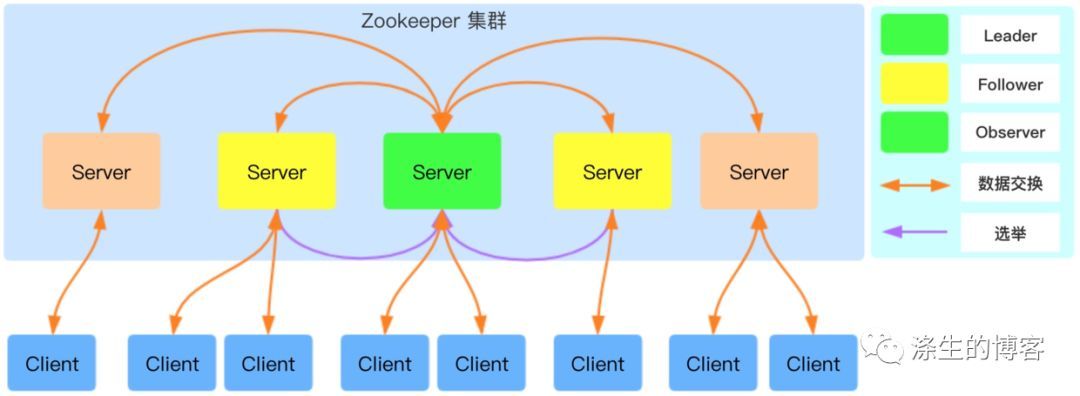 Zookeeper 集群
Leader
Follower
Observer
数据交换
选举
Server Server Server Server Server
Client Client Client Client Client Client Client Client
涤生的博客